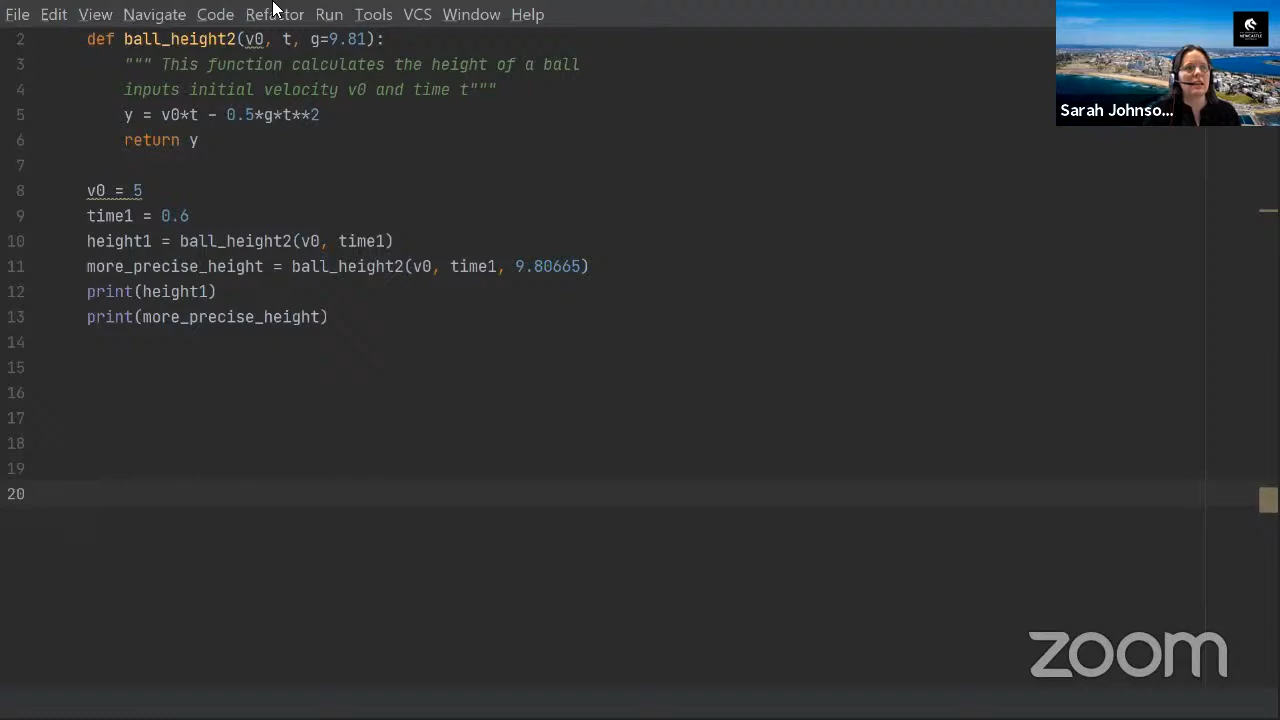 File Edit View Navigate Code Refactor Run Tools VCS Window Help
2 def ball_height2(v0, t, g=9.81):
3 """ This function calculates the height of a ball
4 inputs initial velocity v0 and time t"""
5 y = v0*t - 0.5*g*t**2
6 return y
7
8 v0 = 5
9 time1 = 0.6
10 height1 = ball_height2(v0, time1)
11 more_precise_height = ball_height2(v0, time1, 9.80665)
12 print(height1)
13 print(more_precise_height)
14
15
16
17
18
19
20
NEWCASTLE
Sarah Johnso...
zoom